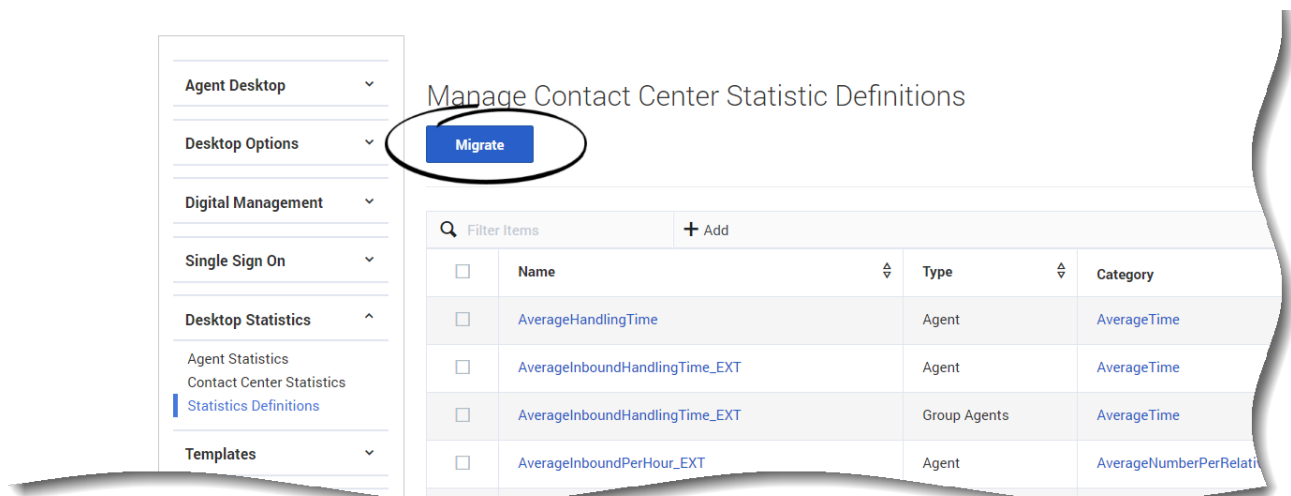 Agent Desktop
Desktop Options
Digital Management
Single Sign On
Desktop Statistics
Agent Statistics
Contact Center Statistics
Statistics Definitions
Templates
Manage Contact Center Statistic Definitions
Migrate
Filter Items + Add
Name Type Category
AverageHandlingTime Agent AverageTime
AverageInboundHandlingTime_EXT Agent AverageTime
AverageInboundHandlingTime_EXT Group Agents AverageTime
AverageInboundPerHour_EXT Agent AverageNumberPerRelati